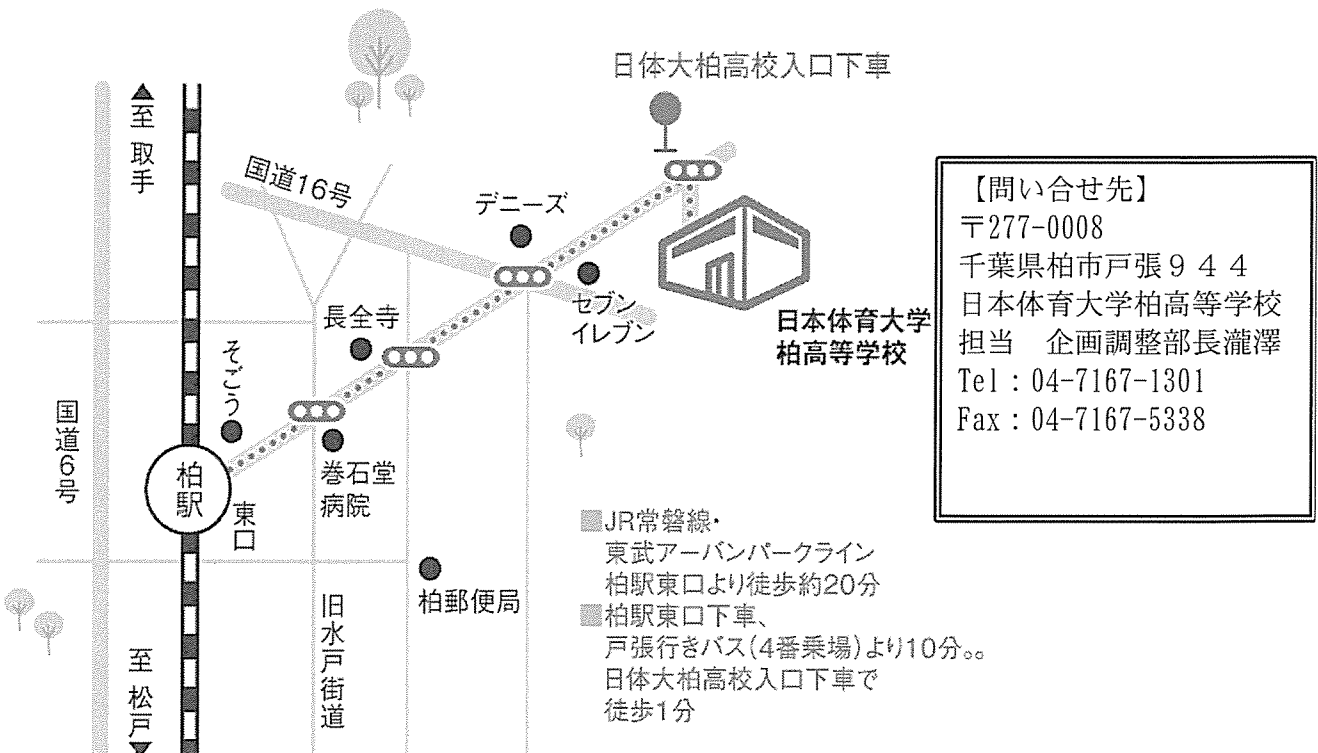 日体大柏高校入口下車
▲至 取手
国道16号
デニーズ
セブン
イレブン
長全寺
そごう
国道6号
柏駅
東口
巻石堂
病院
柏郵便局
旧水戸街道
至 松戸▼
日本体育大学
柏高等学校
【問い合せ先】
〒277-0008
千葉県柏市戸張９４４
日本体育大学柏高等学校
担当　企画調整部長瀧澤
Tel：04-7167-1301
Fax：04-7167-5338
■JR常磐線・
東武アーバンパークライン
柏駅東口より徒歩約20分
■柏駅東口下車、
戸張行きバス(4番乗場)より10分。。
日体大柏高校入口下車で
徒歩1分